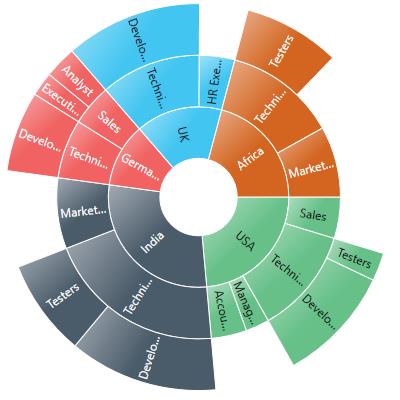 Develo...
Techni...
HR Exe...
UK
Testers
Techni...
Market...
Africa
Analyst
Executi...
Sales
Develo...
Techni...
Germa...
Market...
India
Testers
Techni...
Develo...
USA
Sales
Techni...
Testers
Develo...
Manag...
Accou...